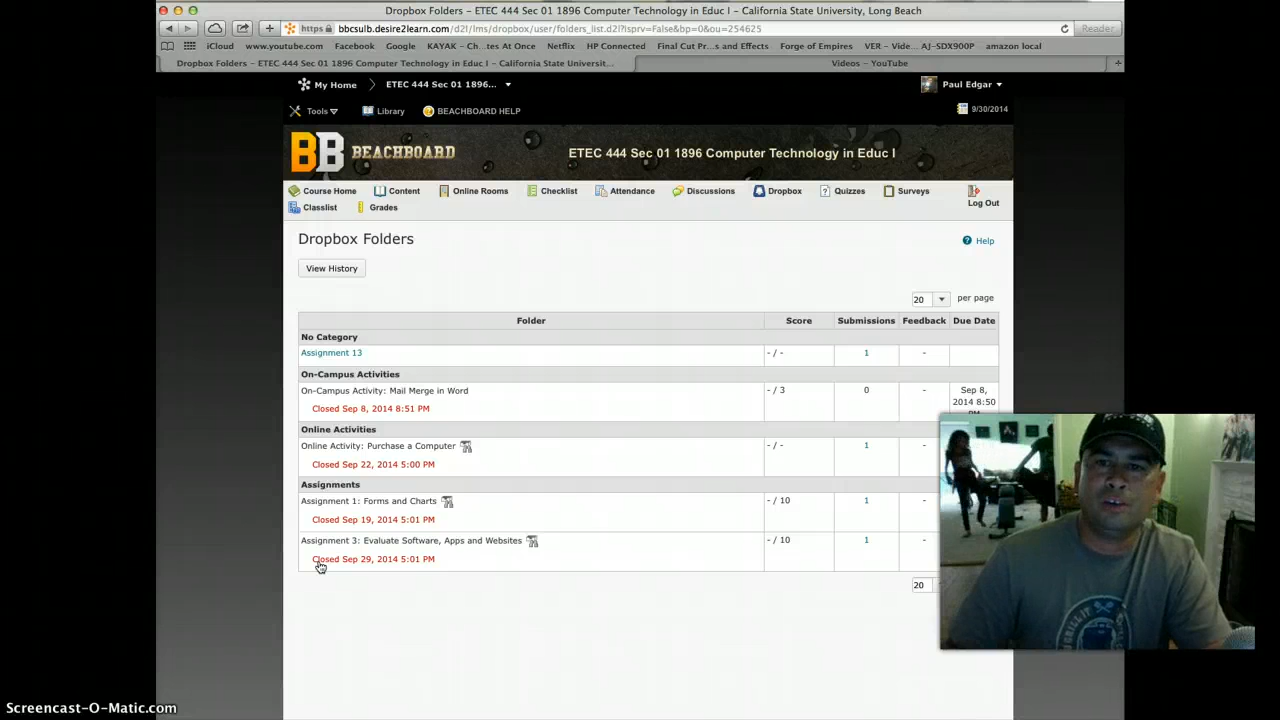 Dropbox Folders – ETEC 444 Sec 01 1896 Computer Technology in Educ I – California State University, Long Beach
https bbcsulb.desire2learn.com/d2l/lms/dropbox/user/folders_list.d2l?isprv=False&bp=0&ou=254625
Reader
iCloud www.youtube.com Facebook Google KAYAK – Ch...tes At Once Netflix HP Connected Final Cut Pr...s and Effects Forge of Empires VER – Vide... AJ-SDX900P amazon local
Dropbox Folders – ETEC 444 Sec 01 1896 Computer Technology in Educ I – California State Universit... Videos – YouTube
My Home ETEC 444 Sec 01 1896... Paul Edgar
Tools Library BEACHBOARD HELP 9/30/2014
BB BEACHBOARD ETEC 444 Sec 01 1896 Computer Technology in Educ I
Course Home Content Online Rooms Checklist Attendance Discussions Dropbox Quizzes Surveys Log Out
Classlist Grades
Dropbox Folders
Help
View History
20 per page
Folder Score Submissions Feedback Due Date
No Category
Assignment 13 - / - 1 -
On-Campus Activities
On-Campus Activity: Mail Merge in Word - / 3 0 - Sep 8,
2014 8:50
Closed Sep 8, 2014 8:51 PM
Online Activities
Online Activity: Purchase a Computer - / - 1 -
Closed Sep 22, 2014 5:00 PM
Assignments
Assignment 1: Forms and Charts - / 10 1 -
Closed Sep 19, 2014 5:01 PM
Assignment 3: Evaluate Software, Apps and Websites - / 10 1 -
Closed Sep 29, 2014 5:01 PM
20
Screencast-O-Matic.com